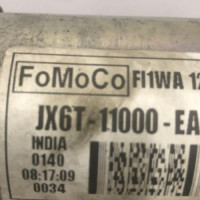 FoMoCo FI1WA 12
JX6T-11000-EA
INDIA
0140
08:17:09
0034